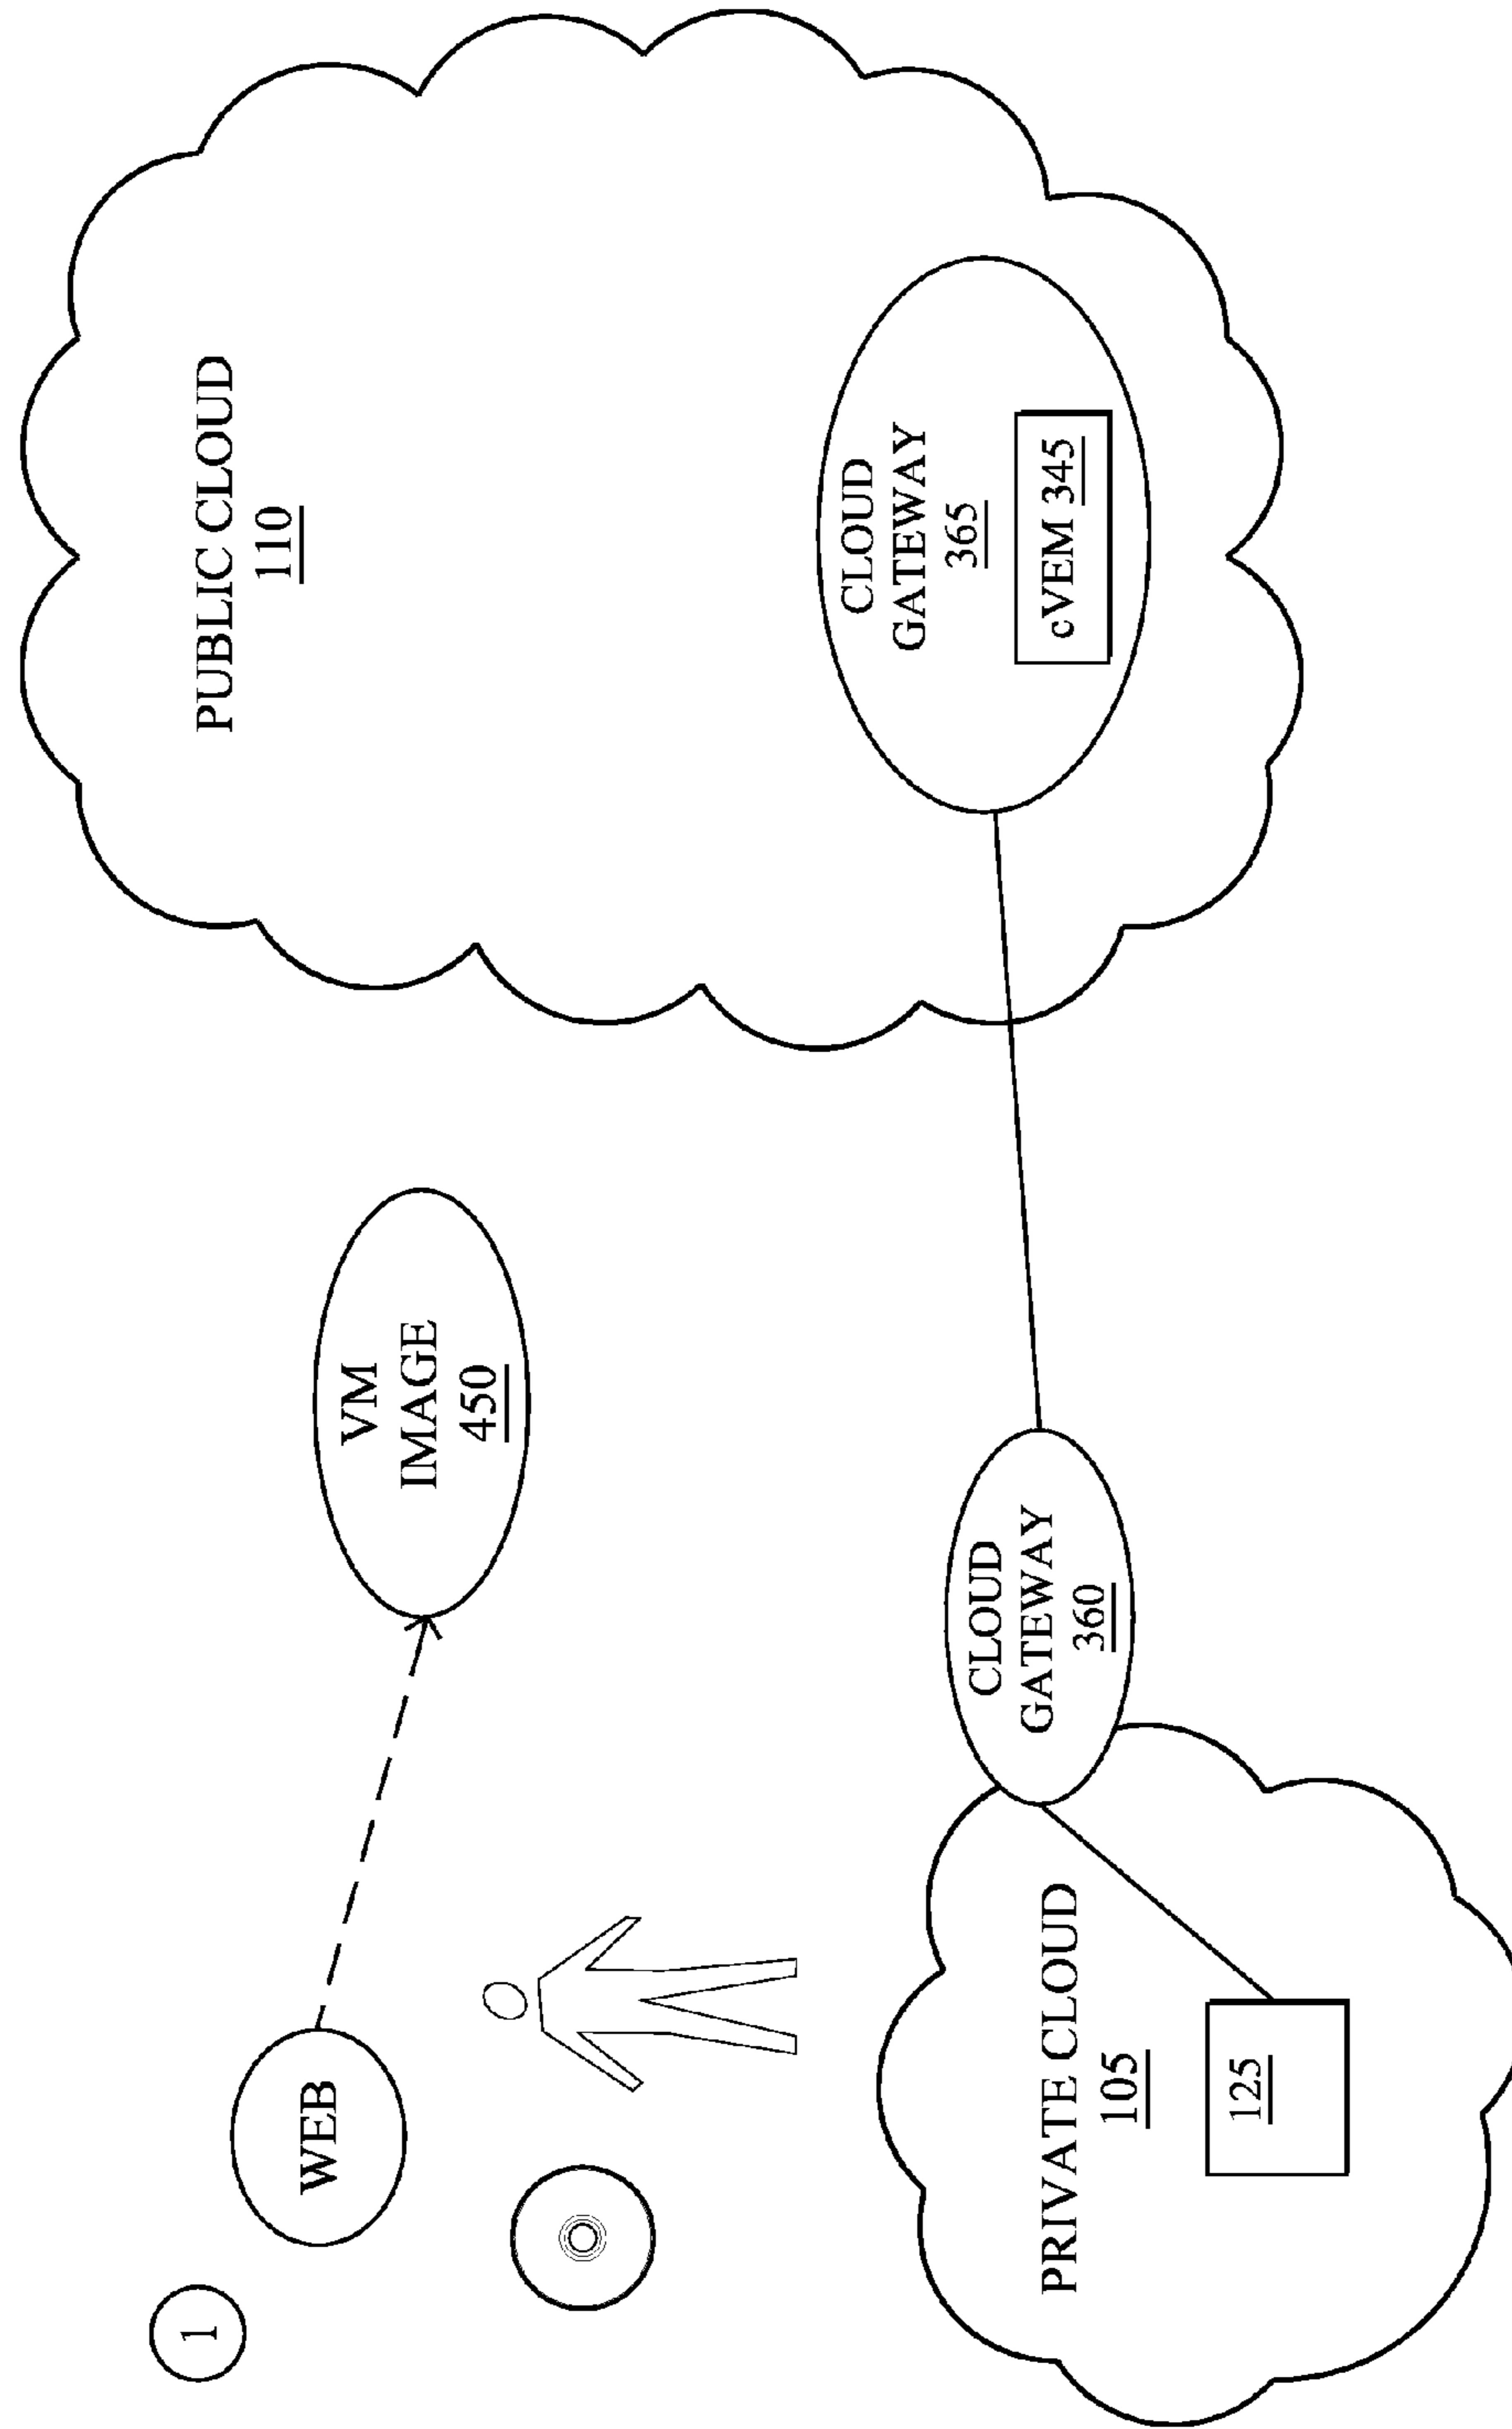 1
WEB
VM
IMAGE
450
PUBLIC CLOUD
110
PRIVATE CLOUD
105
125
CLOUD
GATEWAY
360
CLOUD
GATEWAY
365
cVEM 345